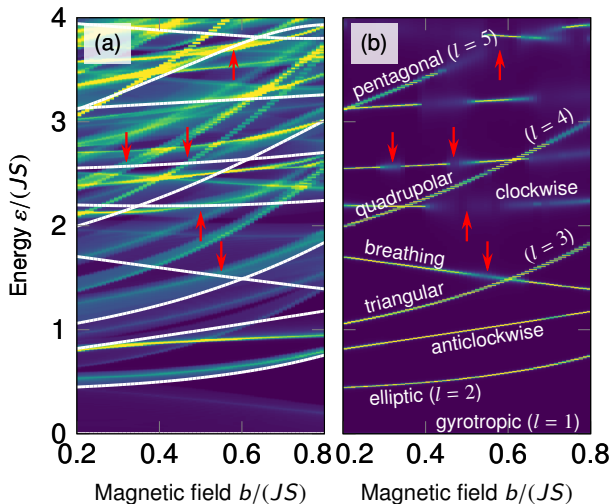 (a)
(b)
4
3
2
1
0
Energy ε/(JS)
0.2 0.4 0.6 0.8
0.2 0.4 0.6 0.8
Magnetic field b/(JS)
Magnetic field b/(JS)
pentagonal (l = 5)
quadrupolar (l = 4)
clockwise
breathing
triangular (l = 3)
anticlockwise
elliptic (l = 2)
gyrotropic (l = 1)